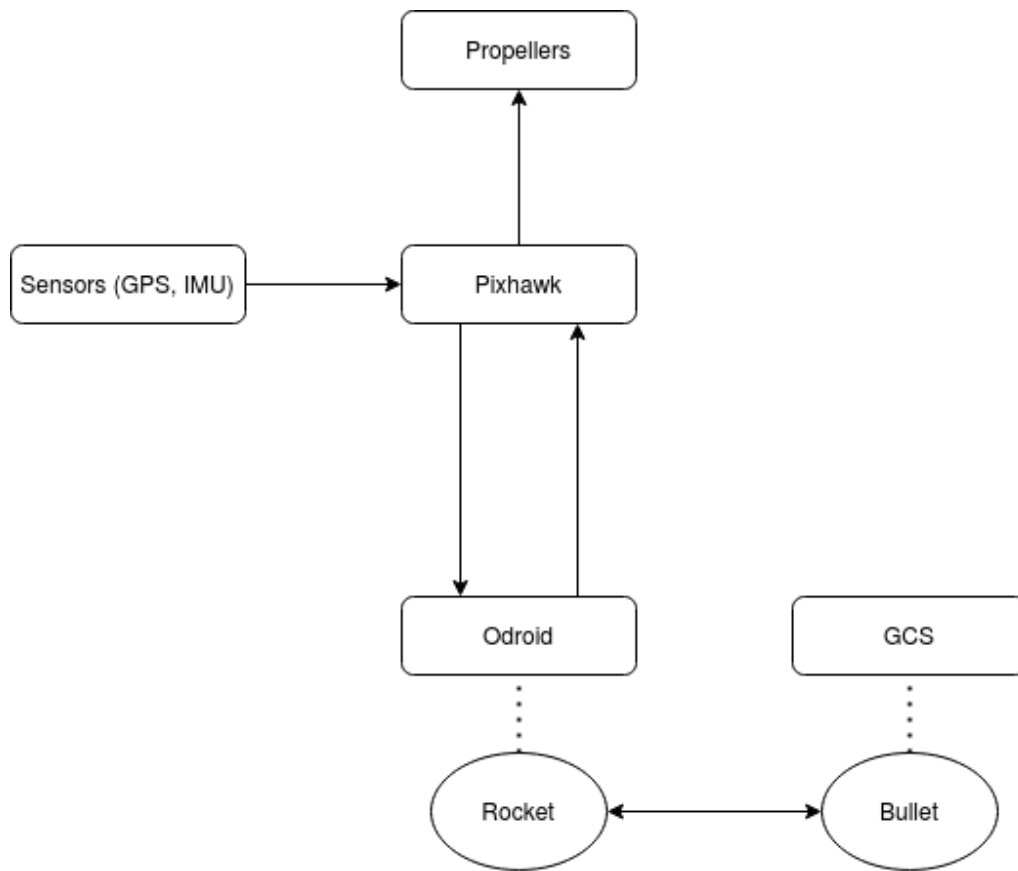 Propellers
Sensors (GPS, IMU)
Pixhawk
Odroid
GCS
Rocket
Bullet